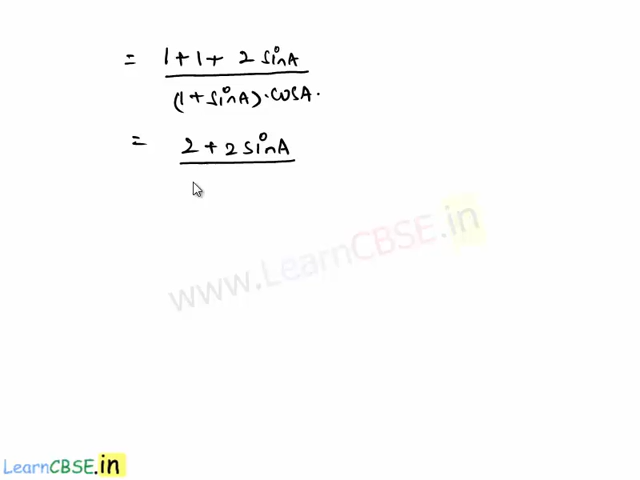 = 1 + 1 + 2 sinA
(1 + sinA) · cosA.
= 2 + 2 sinA
www.LearnCBSE.in
LearnCBSE.in